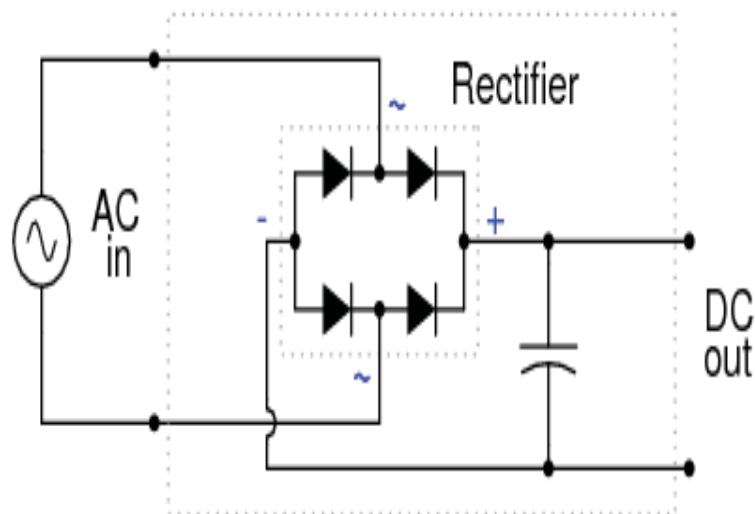 Rectifier
~
AC
in
-
+
DC
out
~